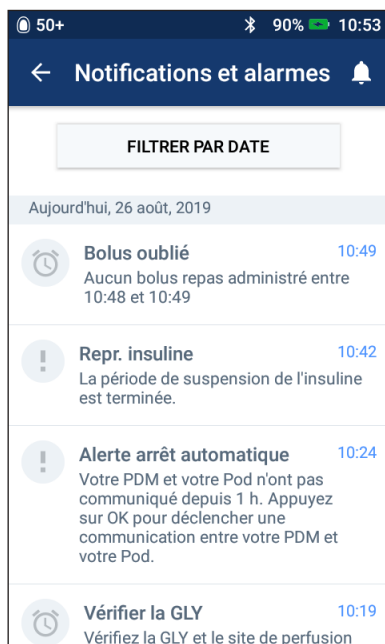 50+ 90% 10:53
Notifications et alarmes
FILTRER PAR DATE
Aujourd'hui, 26 août, 2019
Bolus oublié 10:49
Aucun bolus repas administré entre
10:48 et 10:49
Repr. insuline 10:42
La période de suspension de l'insuline
est terminée.
Alerte arrêt automatique 10:24
Votre PDM et votre Pod n'ont pas
communiqué depuis 1 h. Appuyez
sur OK pour déclencher une
communication entre votre PDM et
votre Pod.
Vérifier la GLY 10:19
Vérifiez la GLY et le site de perfusion